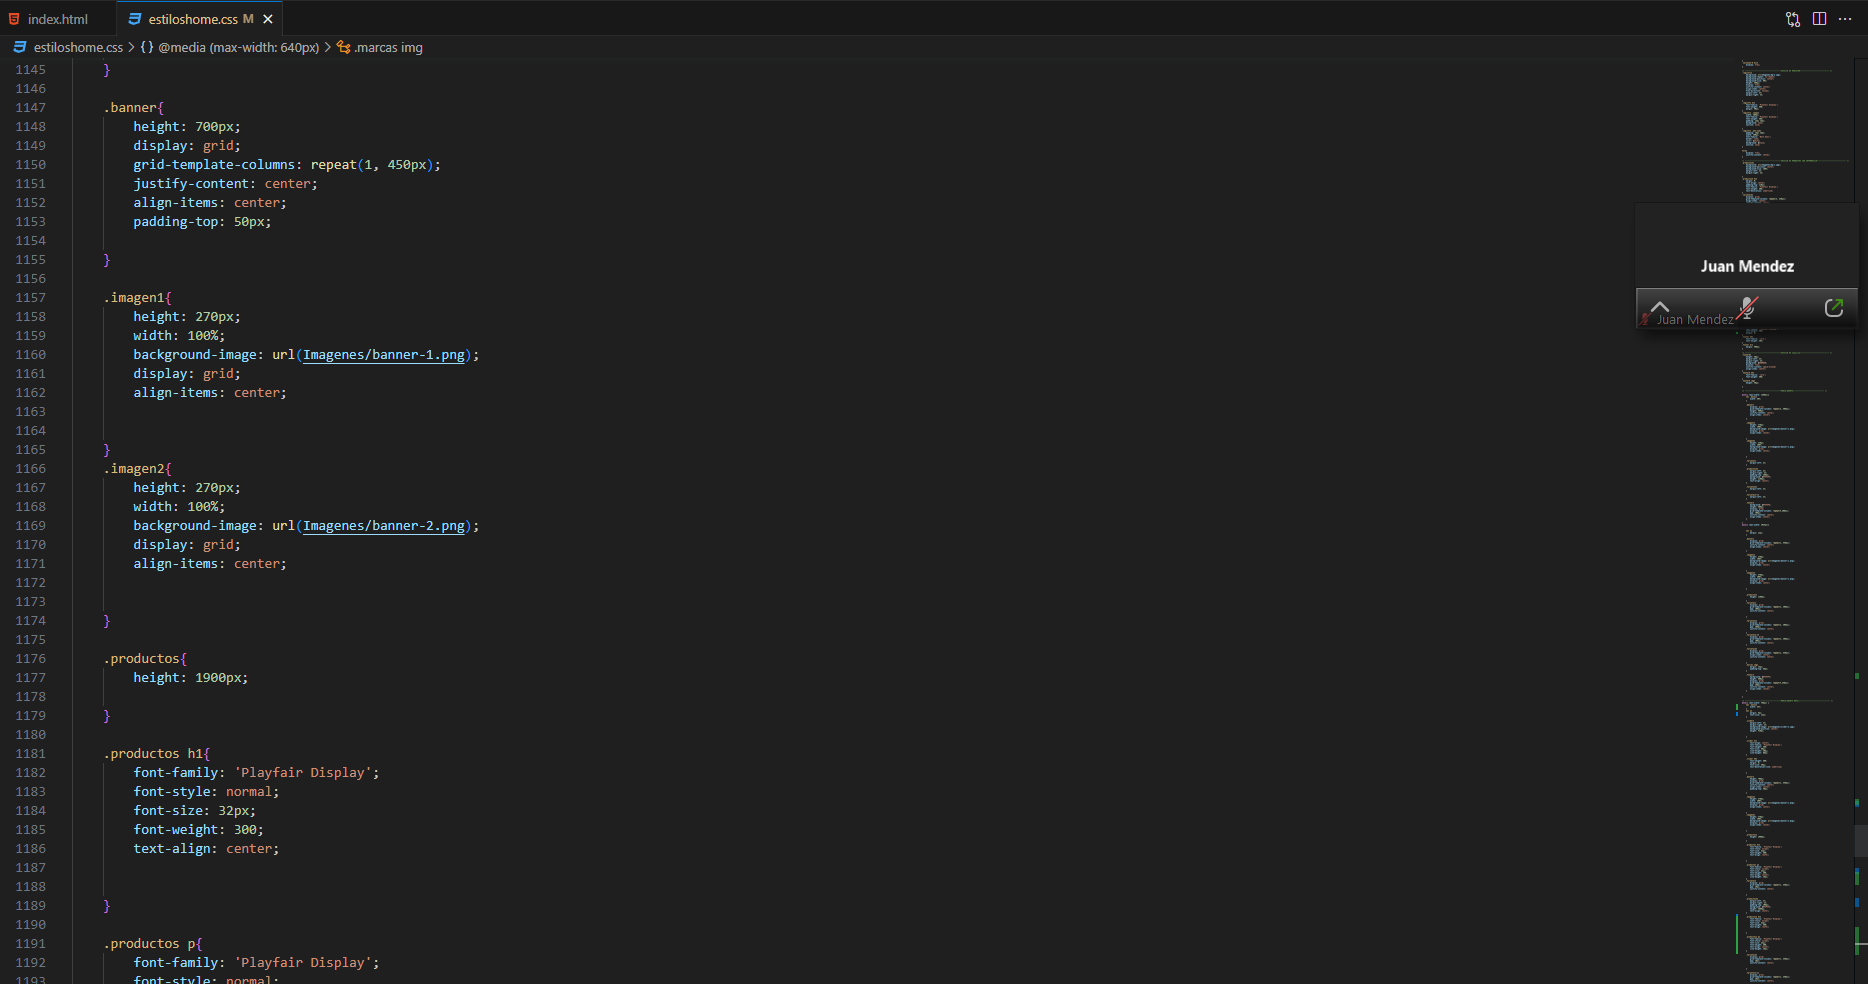 index.html
estiloshome.css M
estiloshome.css > {} @media (max-width: 640px) > .marcas img
1145 }
1146
1147 .banner{
1148 height: 700px;
1149 display: grid;
1150 grid-template-columns: repeat(1, 450px);
1151 justify-content: center;
1152 align-items: center;
1153 padding-top: 50px;
1154
1155 }
1156
1157 .imagen1{
1158 height: 270px;
1159 width: 100%;
1160 background-image: url(Imagenes/banner-1.png);
1161 display: grid;
1162 align-items: center;
1163
1164
1165 }
1166 .imagen2{
1167 height: 270px;
1168 width: 100%;
1169 background-image: url(Imagenes/banner-2.png);
1170 display: grid;
1171 align-items: center;
1172
1173
1174 }
1175
1176 .productos{
1177 height: 1900px;
1178
1179 }
1180
1181 .productos h1{
1182 font-family: 'Playfair Display';
1183 font-style: normal;
1184 font-size: 32px;
1185 font-weight: 300;
1186 text-align: center;
1187
1188
1189 }
1190
1191 .productos p{
1192 font-family: 'Playfair Display';
1193 font-style: normal;
Juan Mendez
Juan Mendez